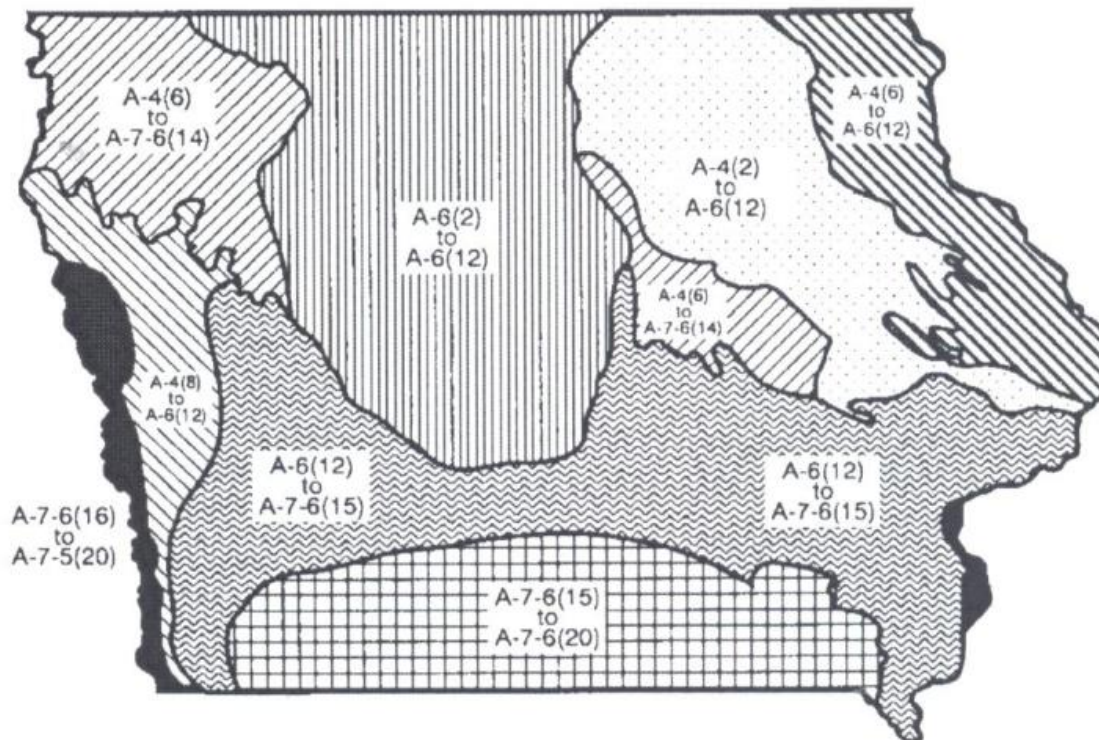 A-4(6)
to
A-7-6(14)
A-6(2)
to
A-6(12)
A-4(2)
to
A-6(12)
A-4(6)
to
A-6(12)
A-4(6)
to
A-7-6(14)
A-4(8)
to
A-6(12)
A-6(12)
to
A-7-6(15)
A-6(12)
to
A-7-6(15)
A-7-6(16)
to
A-7-5(20)
A-7-6(15)
to
A-7-6(20)